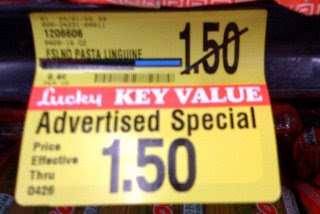 1206606
FSLND PASTA LINGUINE
1.50
Lucky KEY VALUE
Advertised Special
Price
Effective
Thru
0426
1.50